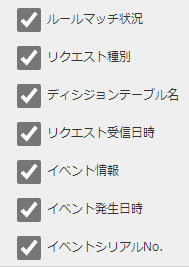 ルールマッチ状況
リクエスト種別
ディシジョンテーブル名
リクエスト受信日時
イベント情報
イベント発生日時
イベントシリアルNo.